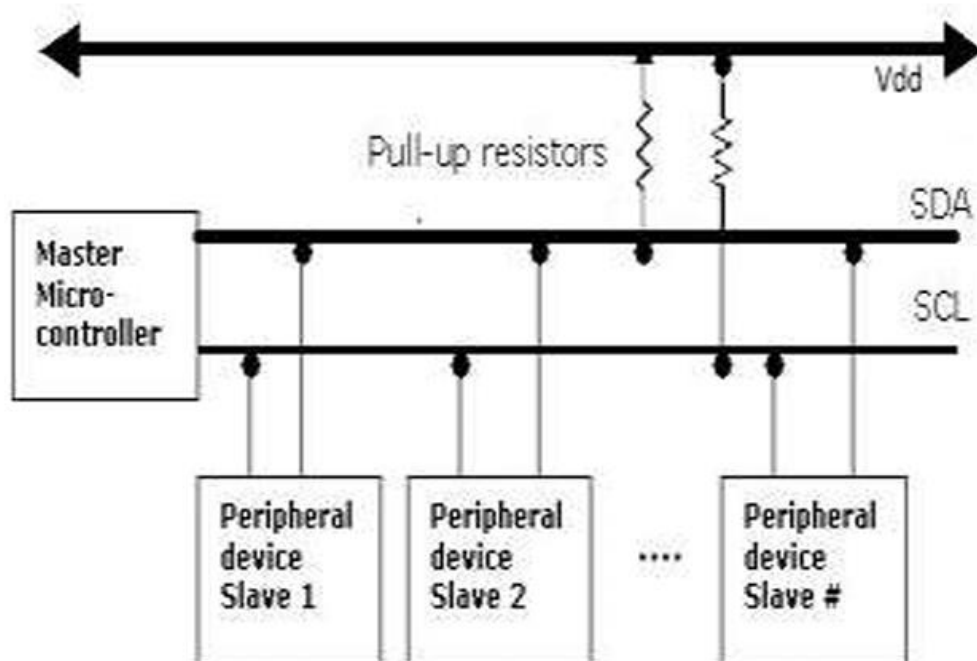 Vdd
Pull-up resistors
SDA
Master
Micro-
controller
SCL
Peripheral
device
Slave 1
Peripheral
device
Slave 2
....
Peripheral
device
Slave #